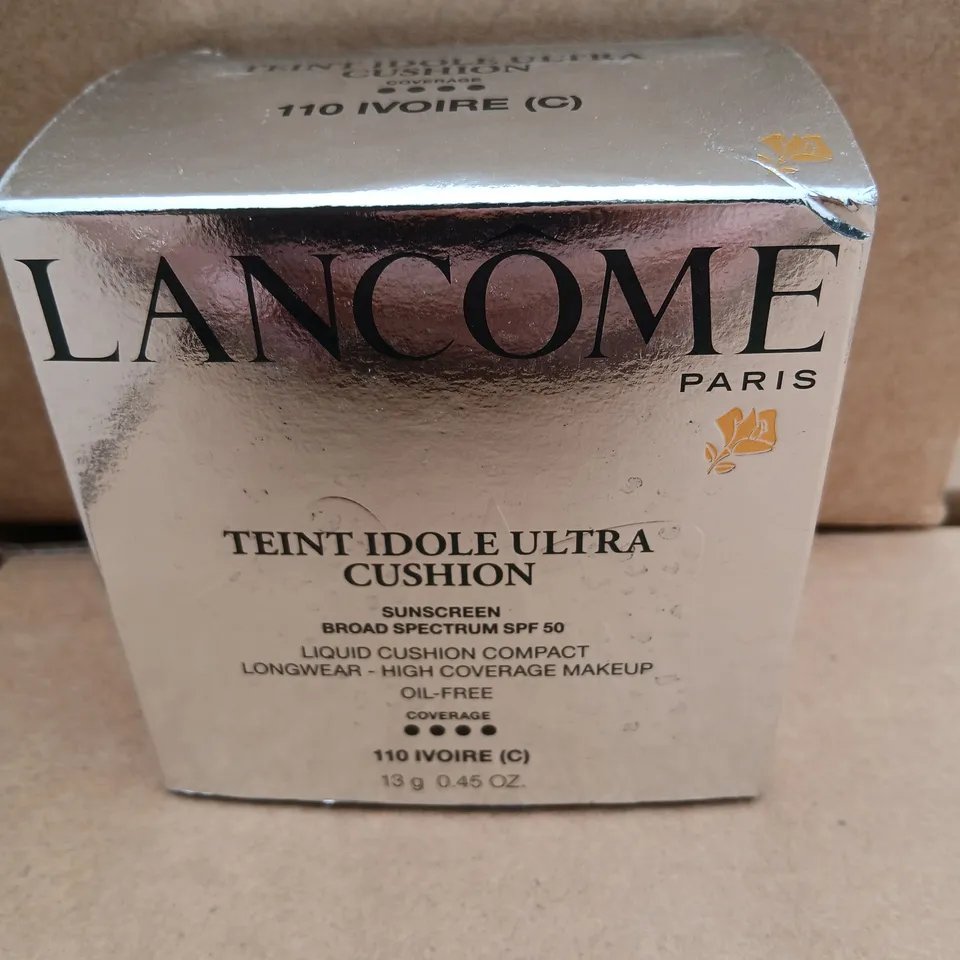 TEINT IDOLE ULTRA
CUSHION
COVERAGE
110 IVOIRE (C)
LANCÔME
PARIS
TEINT IDOLE ULTRA
CUSHION
SUNSCREEN
BROAD SPECTRUM SPF 50
LIQUID CUSHION COMPACT
LONGWEAR - HIGH COVERAGE MAKEUP
OIL-FREE
COVERAGE
110 IVOIRE (C)
13 g 0.45 OZ.